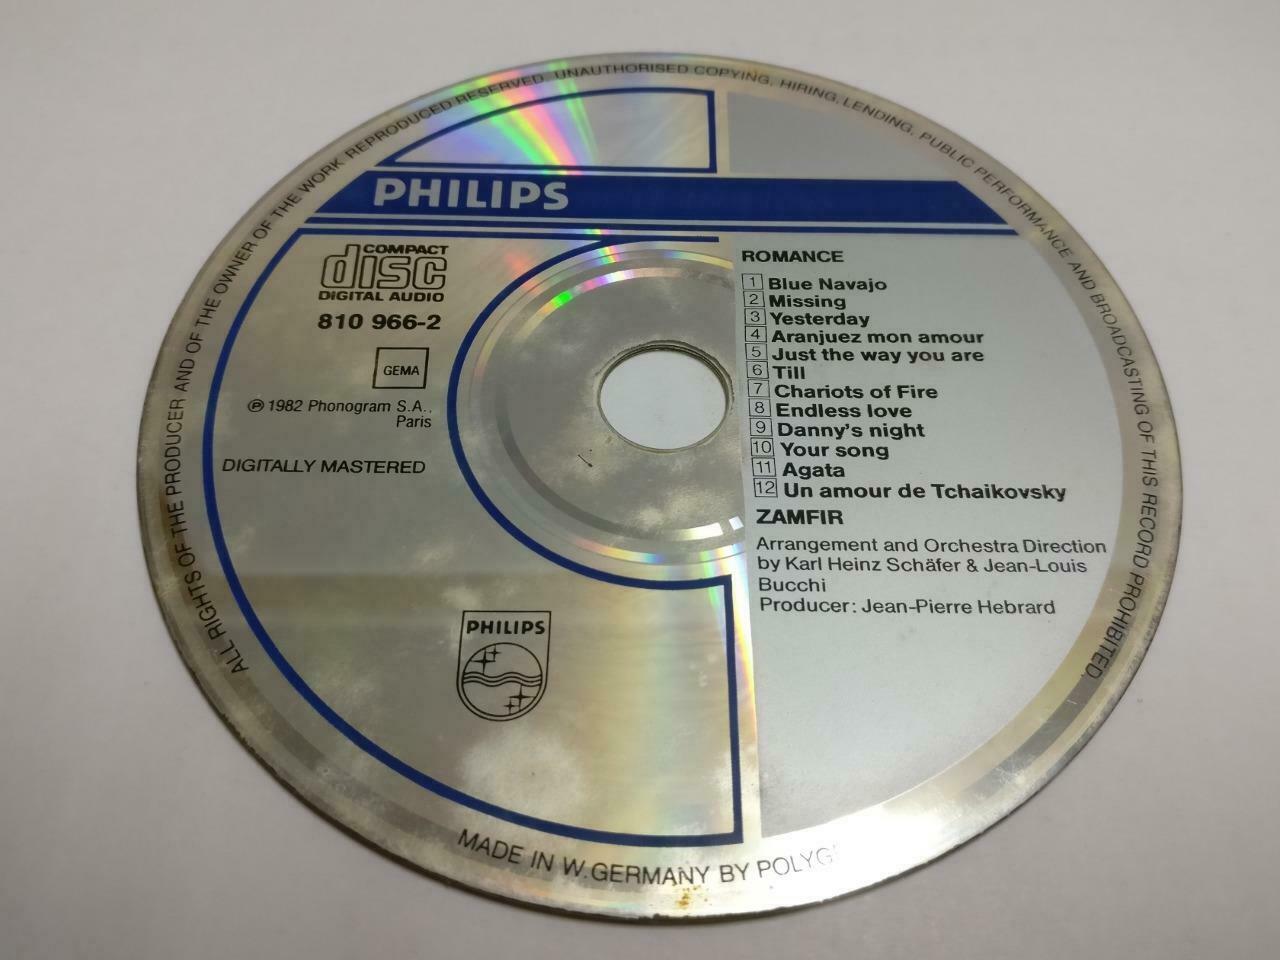 ALL RIGHTS OF THE PRODUCER AND OF THE OWNER OF THE WORK REPRODUCED RESERVED. UNAUTHORISED COPYING, HIRING, LENDING, PUBLIC PERFORMANCE AND BROADCASTING OF THIS RECORD PROHIBITED.
PHILIPS
COMPACT
disc
DIGITAL AUDIO
810 966-2
GEMA
℗ 1982 Phonogram S.A.,
Paris
DIGITALLY MASTERED
PHILIPS
ROMANCE
1 Blue Navajo
2 Missing
3 Yesterday
4 Aranjuez mon amour
5 Just the way you are
6 Till
7 Chariots of Fire
8 Endless love
9 Danny's night
10 Your song
11 Agata
12 Un amour de Tchaikovsky
ZAMFIR
Arrangement and Orchestra Direction
by Karl Heinz Schäfer & Jean-Louis
Bucchi
Producer: Jean-Pierre Hebrard
MADE IN W.GERMANY BY